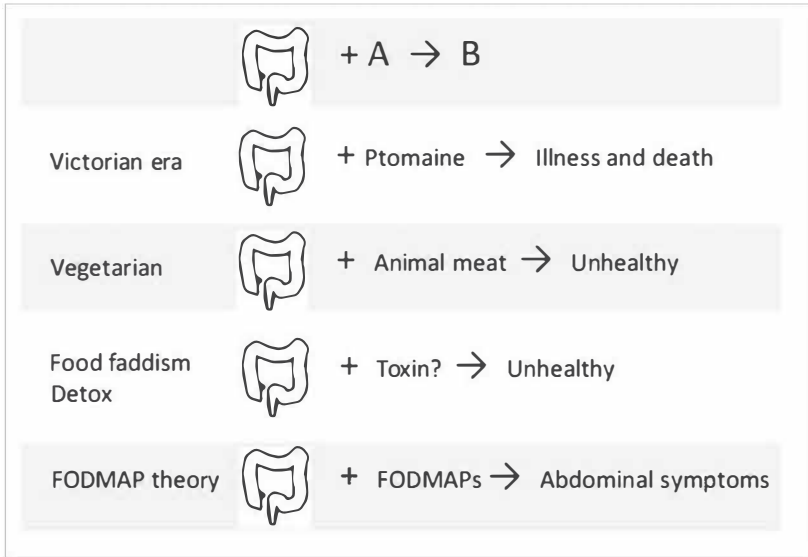 + A → B
Victorian era + Ptomaine → Illness and death
Vegetarian + Animal meat → Unhealthy
Food faddism
Detox + Toxin? → Unhealthy
FODMAP theory + FODMAPs → Abdominal symptoms